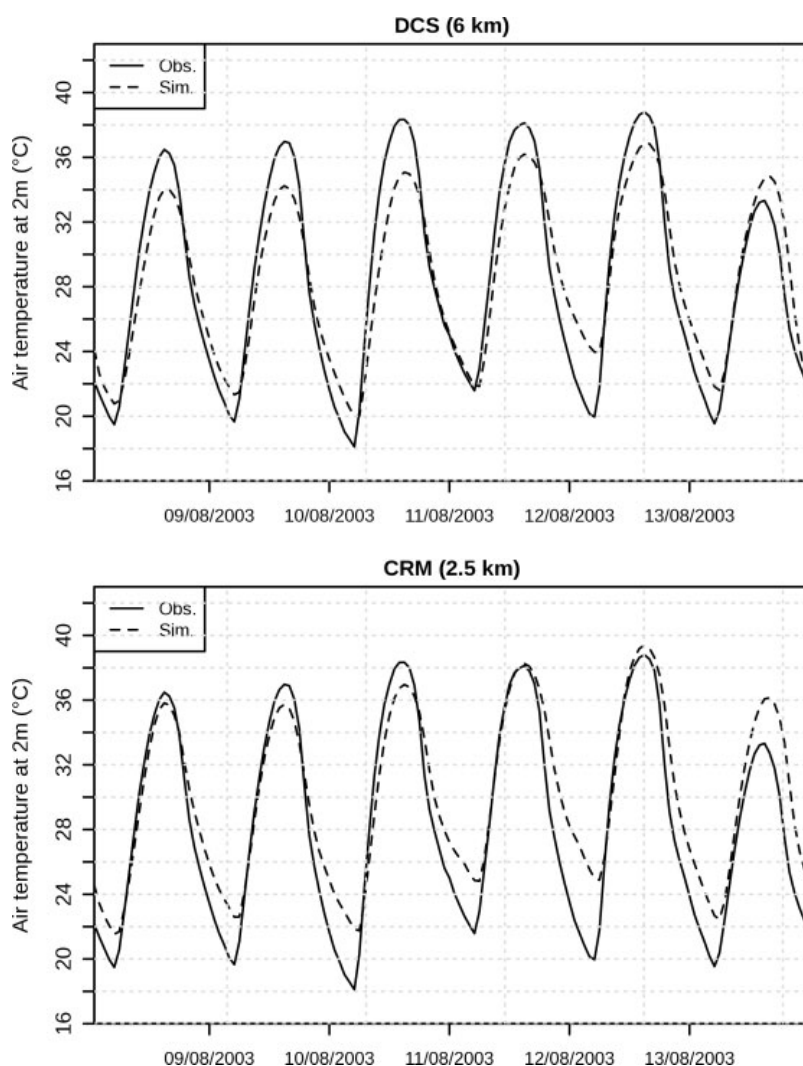 DCS (6 km)
Obs.
Sim.
Air temperature at 2m (°C)
40
36
32
28
24
20
16
09/08/2003 10/08/2003 11/08/2003 12/08/2003 13/08/2003
CRM (2.5 km)
Obs.
Sim.
Air temperature at 2m (°C)
40
36
32
28
24
20
16
09/08/2003 10/08/2003 11/08/2003 12/08/2003 13/08/2003